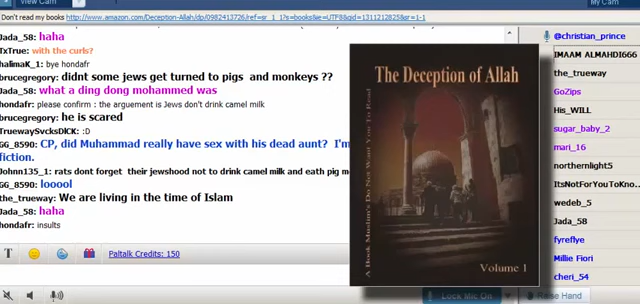 View Cam
My Cam
Don't read my books http://www.amazon.com/Deception-Allah/dp/0982413726/ref=sr_1_1?s=books&ie=UTF8&qid=1311212825&sr=1-1
Jada_58: haha
TxTrue: with the curls?
halimaK_1: bye hondafr
brucegregory: didnt some jews get turned to pigs and monkeys ??
Jada_58: what a ding dong mohammed was
hondafr: please confirm : the arguement is Jews don't drink camel milk
brucegregory: he is scared
TruewaySvcksDlCK: :D
GG_8590: CP, did Muhammad really have sex with his dead aunt? I'm
fiction.
Johnn135_1: rats dont forget their jewshood not to drink camel milk and eath pig m
GG_8590: looool
the_trueway: We are living in the time of Islam
Jada_58: haha
hondafr: insults
T
Paltalk Credits: 150
The Deception of Allah
A Book Muslim's Do Not Want You To Read
Volume 1
@christian_prince
IMAAM ALMAHDI666
the_trueway
GoZips
His_WILL
sugar_baby_2
mari_16
northernlight5
ItsNotForYouToKno...
wedeb_5
Jada_58
fyreflye
Millie Fiori
cheri_54
Lock Mic On
Raise Hand